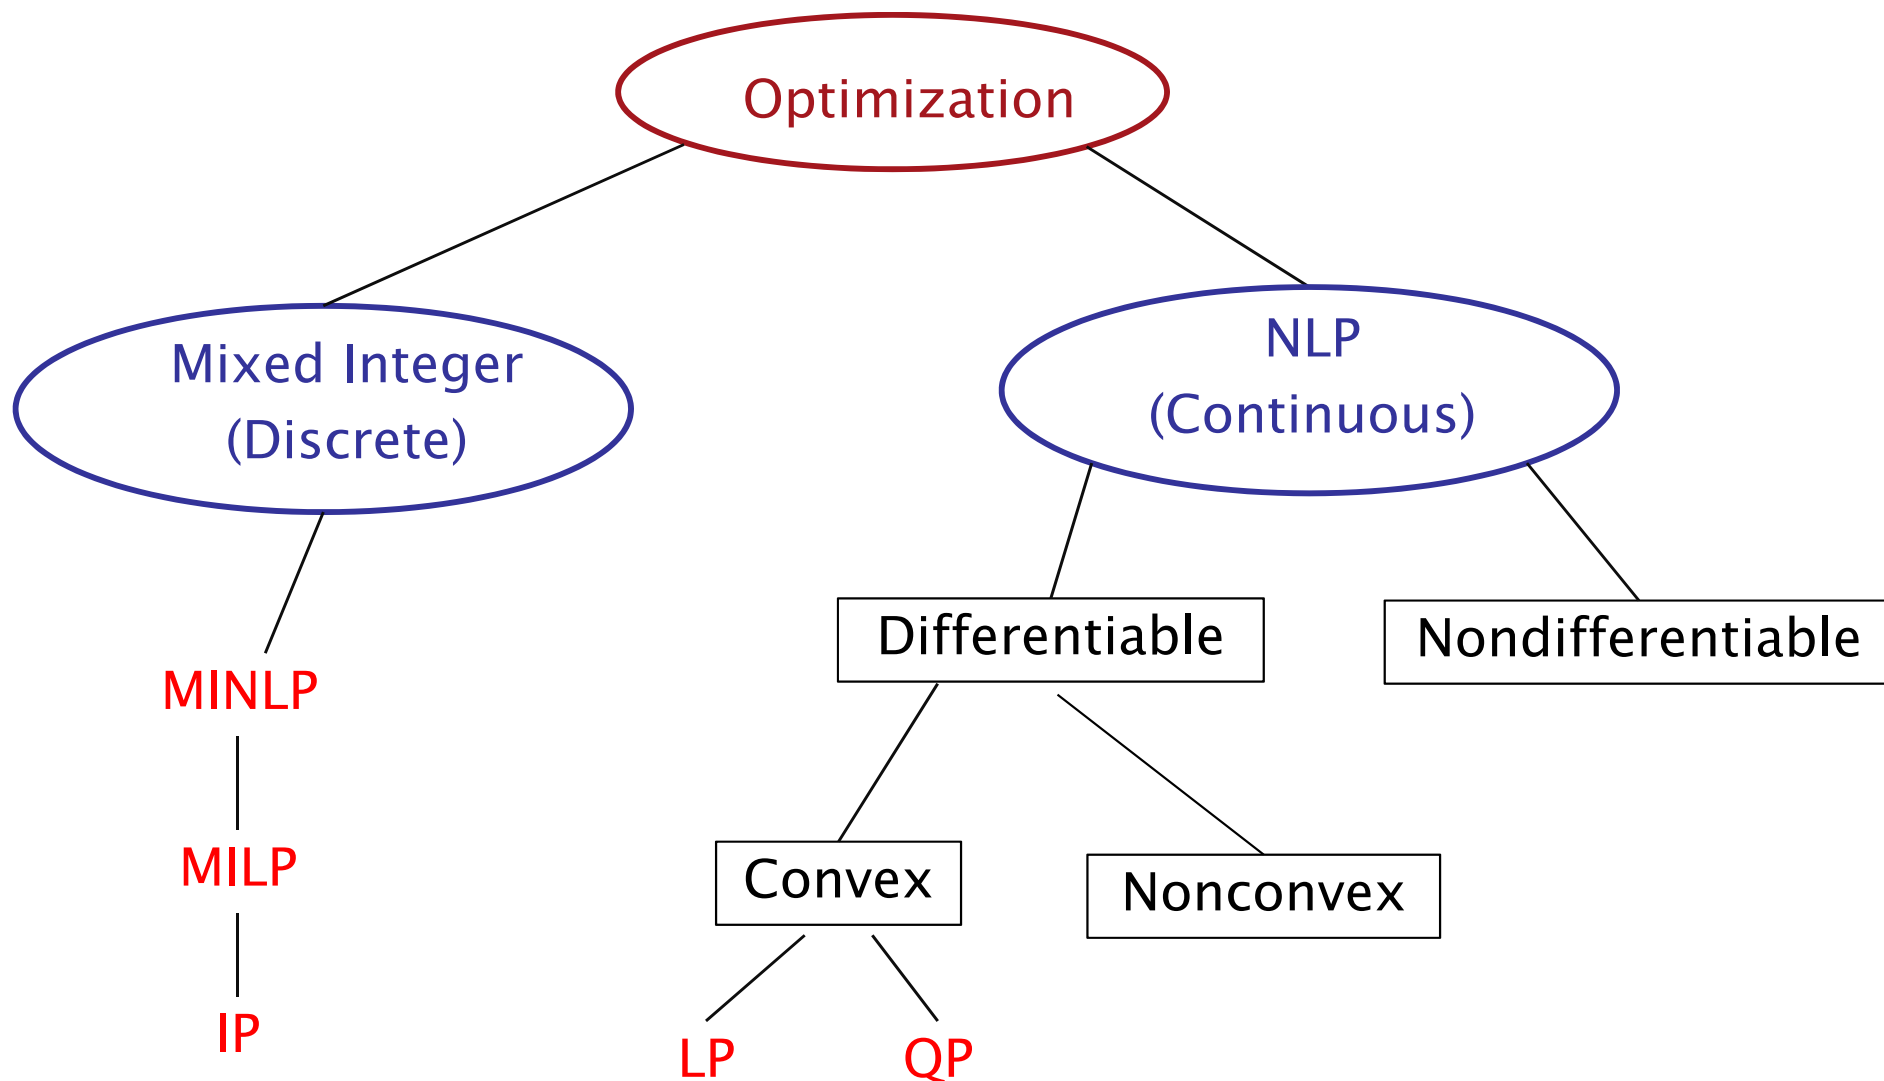 Optimization
Mixed Integer
(Discrete)
NLP
(Continuous)
MINLP
Differentiable
Nondifferentiable
MILP
Convex
Nonconvex
IP
LP
QP